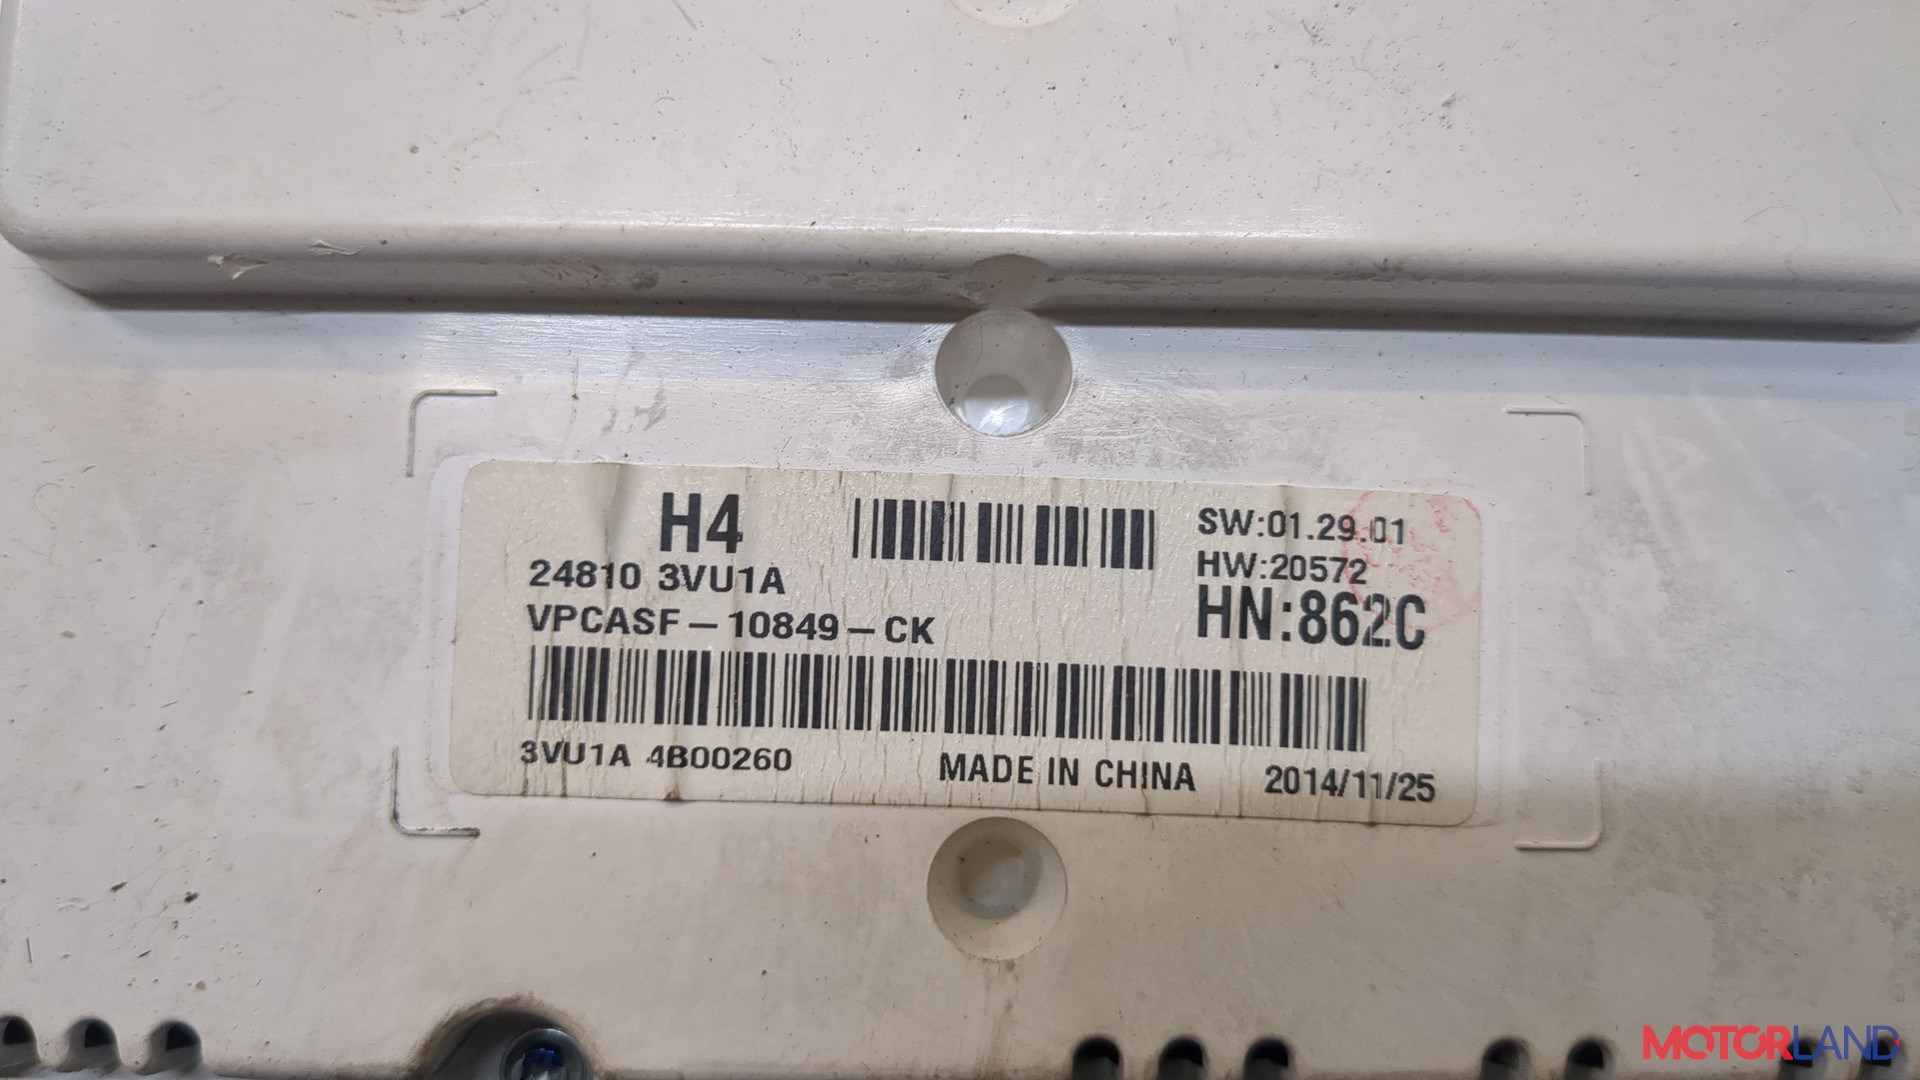 H4
SW:01.29.01
24810 3VU1A
HW:20572
VPCASF-10849-CK
HN:862C
3VU1A 4B00260
MADE IN CHINA
2014/11/25
MOTORLAND